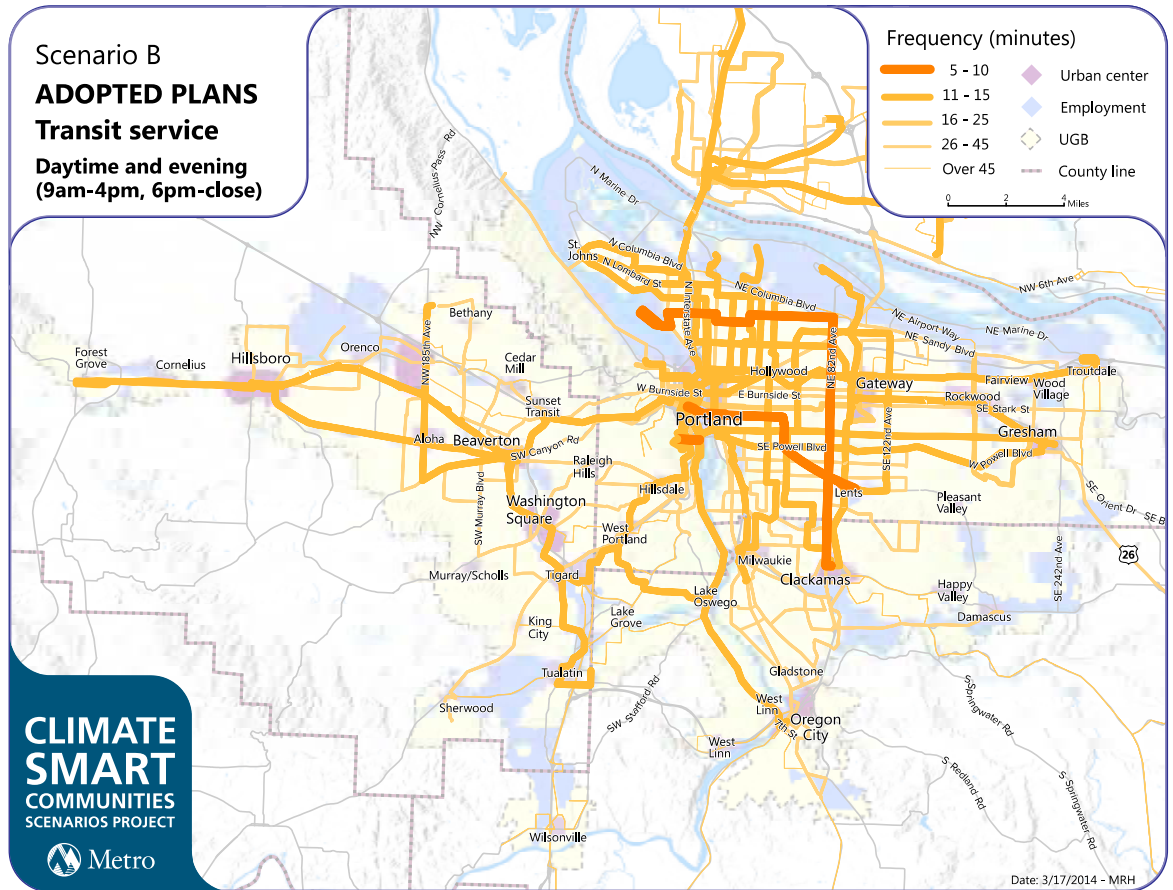 Scenario B
ADOPTED PLANS
Transit service
Daytime and evening
(9am-4pm, 6pm-close)
Frequency (minutes)
5 - 10
11 - 15
16 - 25
26 - 45
Over 45
Urban center
Employment
UGB
County line
0 2 4 Miles
NW Cornelius Pass Rd
N Marine Dr
St.
Johns
N Columbia Blvd
N Lombard St
N Interstate Ave
NE Columbia Blvd
NW 6th Ave
NE Airport Way
NE Marine Dr
NE Sandy Blvd
Bethany
NW 185th Ave
NE 82nd Ave
Forest
Grove
Cornelius
Hillsboro
Orenco
Cedar
Mill
Hollywood
Gateway
Fairview
Wood
Village
Troutdale
Sunset
Transit
W Burnside St
E Burnside St
Rockwood
SE Stark St
Portland
Aloha
Beaverton
SW Canyon Rd
SE Powell Blvd
SE 122nd Ave
Gresham
W Powell Blvd
Raleigh
Hills
Hillsdale
Lents
Pleasant
Valley
SE Orient Dr
SE B
Washington
Square
SW Murray Blvd
West
Portland
26
Murray/Scholls
Tigard
Milwaukie
Clackamas
SE 242nd Ave
Happy
Valley
Damascus
King
City
Lake
Grove
Lake
Oswego
Tualatin
Gladstone
Sherwood
SW Stafford Rd
West
Linn
7th St
Oregon
City
West
Linn
S Springwater Rd
S Redland Rd
S Springwater Rd
Wilsonville
CLIMATE
SMART
COMMUNITIES
SCENARIOS PROJECT
Metro
Date: 3/17/2014 - MRH